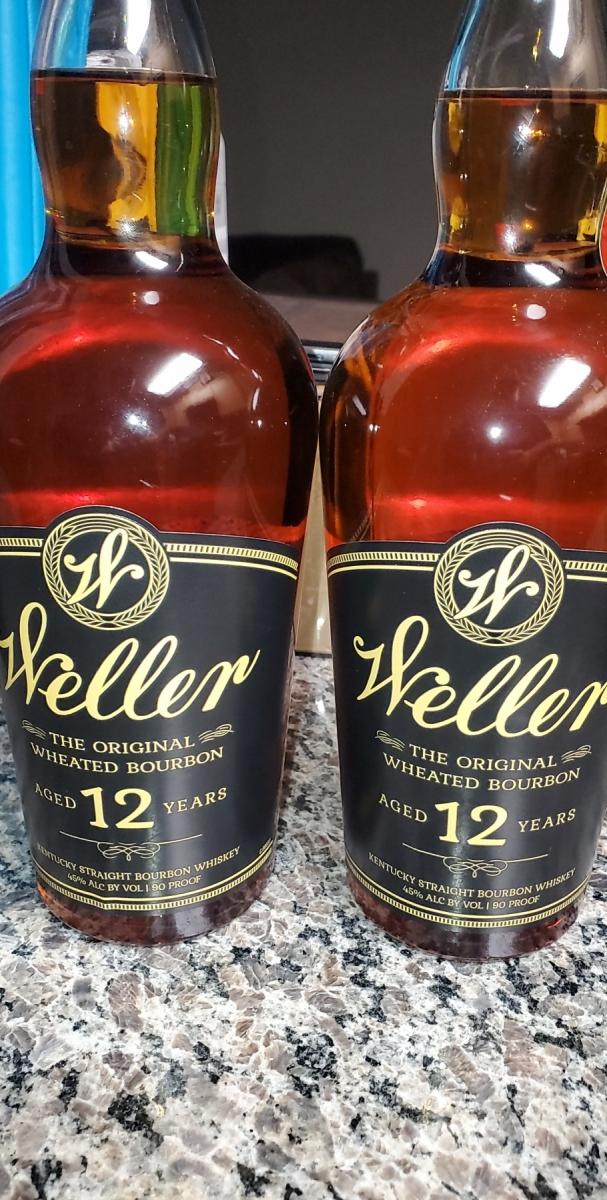 W
Weller
THE ORIGINAL
WHEATED BOURBON
AGED 12 YEARS
KENTUCKY STRAIGHT BOURBON WHISKEY
45% ALC BY VOL | 90 PROOF
W
Weller
THE ORIGINAL
WHEATED BOURBON
AGED 12 YEARS
KENTUCKY STRAIGHT BOURBON WHISKEY
45% ALC BY VOL | 90 PROOF